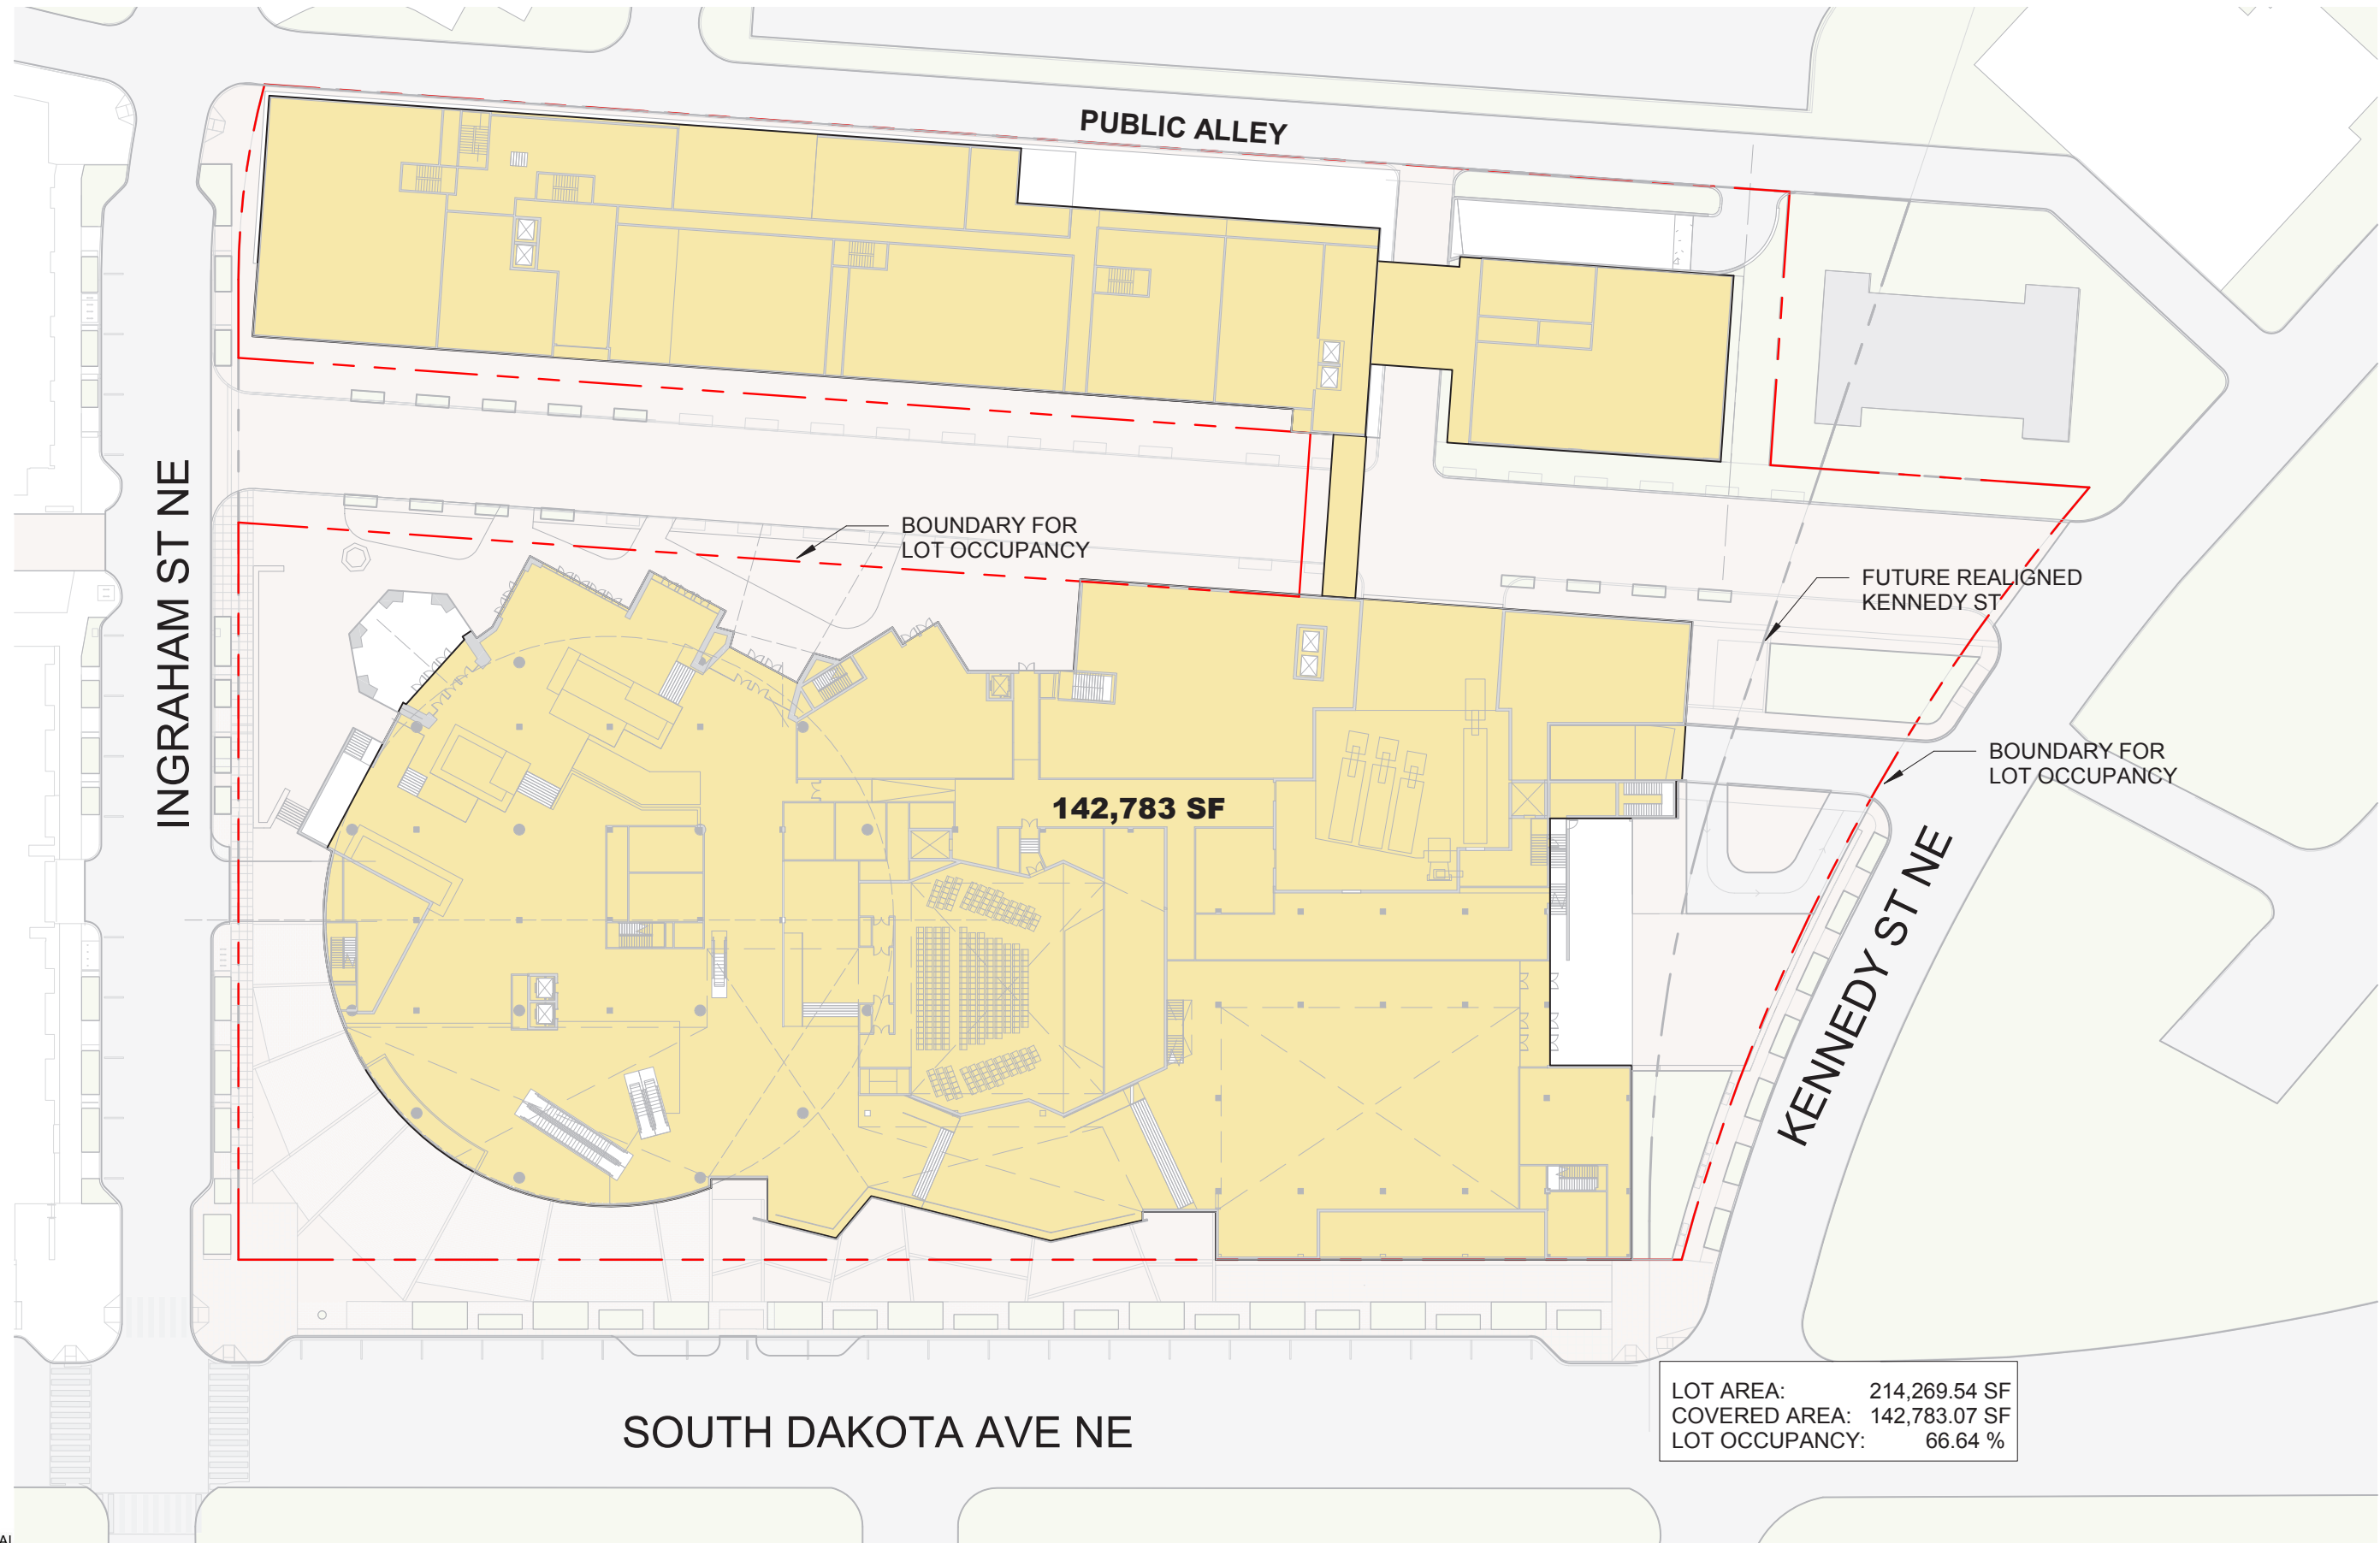 PUBLIC ALLEY
INGRAHAM ST NE
BOUNDARY FOR
LOT OCCUPANCY
FUTURE REALIGNED
KENNEDY ST
BOUNDARY FOR
LOT OCCUPANCY
142,783 SF
KENNEDY ST NE
SOUTH DAKOTA AVE NE
LOT AREA: 214,269.54 SF
COVERED AREA: 142,783.07 SF
LOT OCCUPANCY: 66.64 %